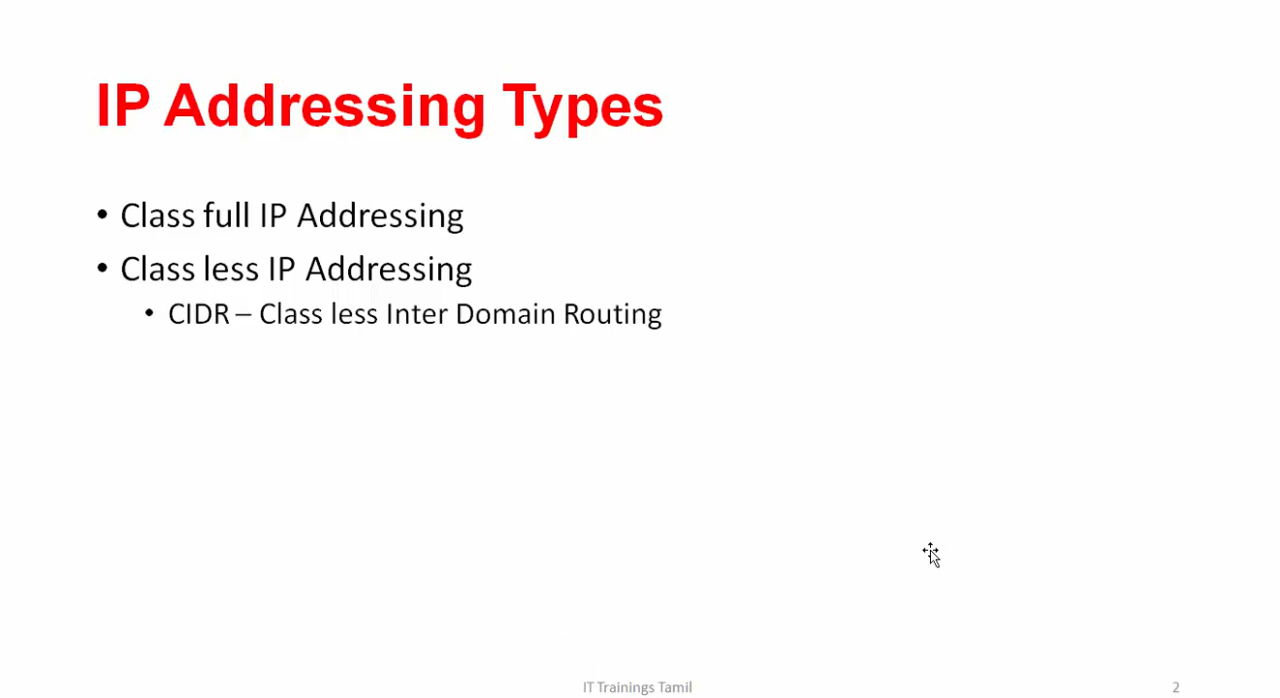 IP Addressing Types
• Class full IP Addressing
• Class less IP Addressing
• CIDR – Class less Inter Domain Routing
IT Trainings Tamil
2